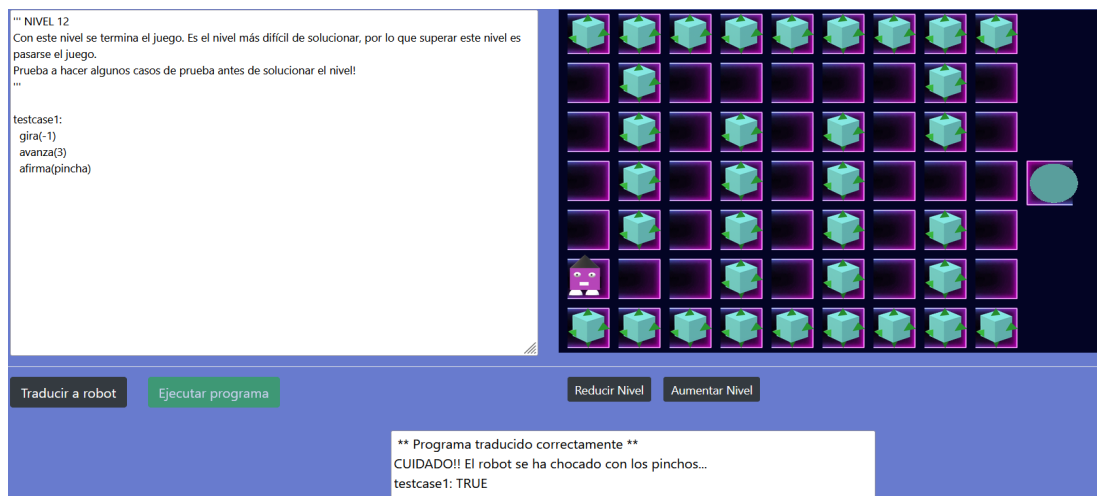 ''' NIVEL 12
Con este nivel se termina el juego. Es el nivel más difícil de solucionar, por lo que superar este nivel es
pasarse el juego.
Prueba a hacer algunos casos de prueba antes de solucionar el nivel!
'''
testcase1:
gira(-1)
avanza(3)
afirma(pincha)
Traducir a robot
Ejecutar programa
Reducir Nivel
Aumentar Nivel
** Programa traducido correctamente **
CUIDADO!! El robot se ha chocado con los pinchos...
testcase1: TRUE